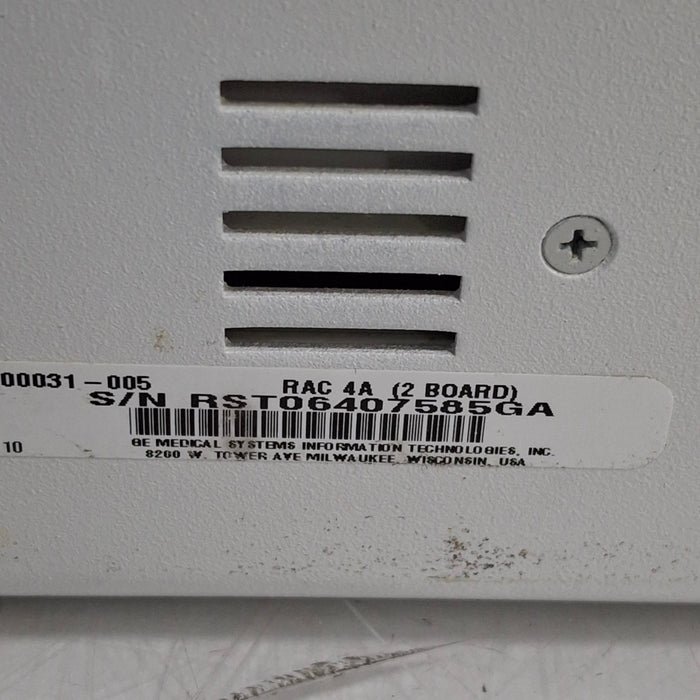 00031-005 RAC 4A (2 BOARD)
S/N RST06407585GA
10
GE MEDICAL SYSTEMS INFORMATION TECHNOLOGIES, INC.
8200 W. TOWER AVE MILWAUKEE, WISCONSIN, USA